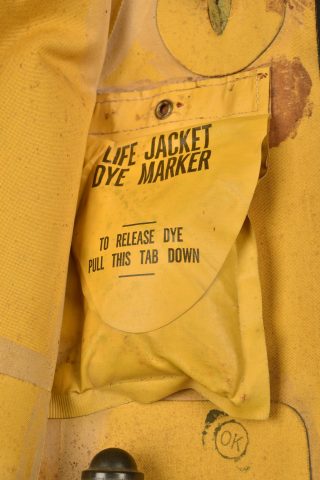 LIFE JACKET
DYE MARKER
TO RELEASE DYE
PULL THIS TAB DOWN
OK